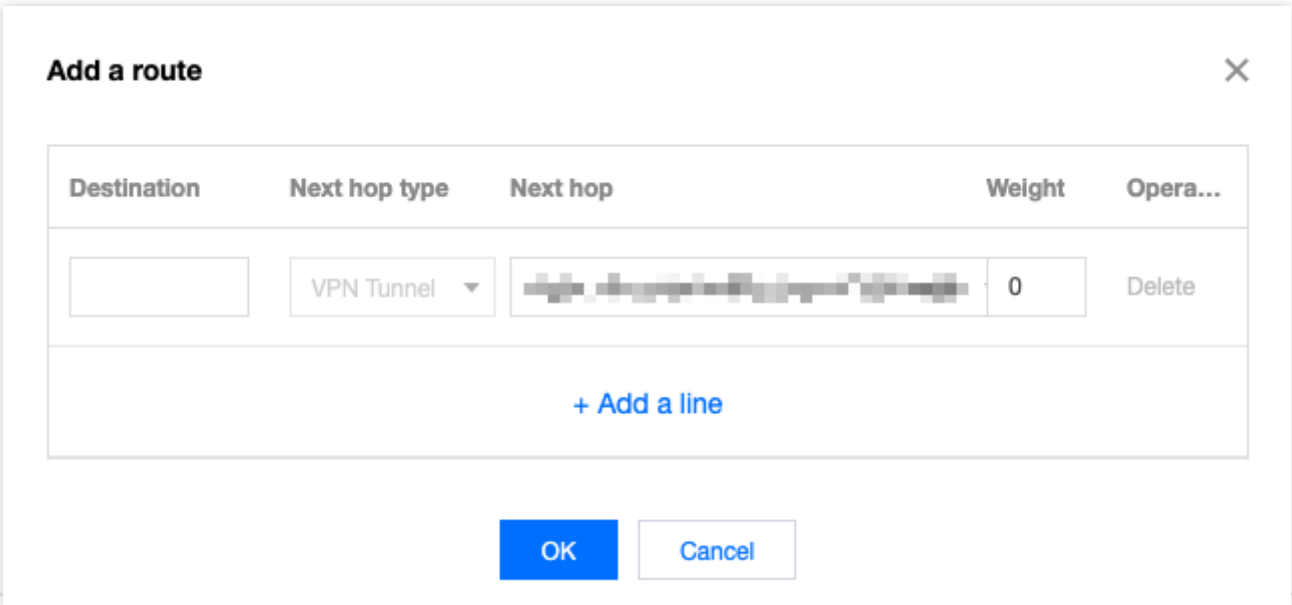 Add a route
Destination Next hop type Next hop Weight Opera...
VPN Tunnel 0 Delete
+ Add a line
OK Cancel